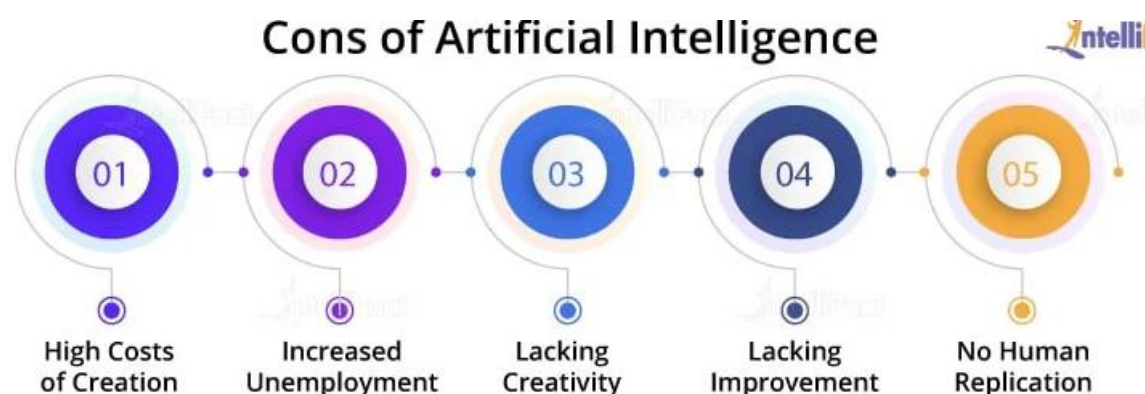 Cons of Artificial Intelligence
01
02
03
04
05
High Costs
of Creation
Increased
Unemployment
Lacking
Creativity
Lacking
Improvement
No Human
Replication